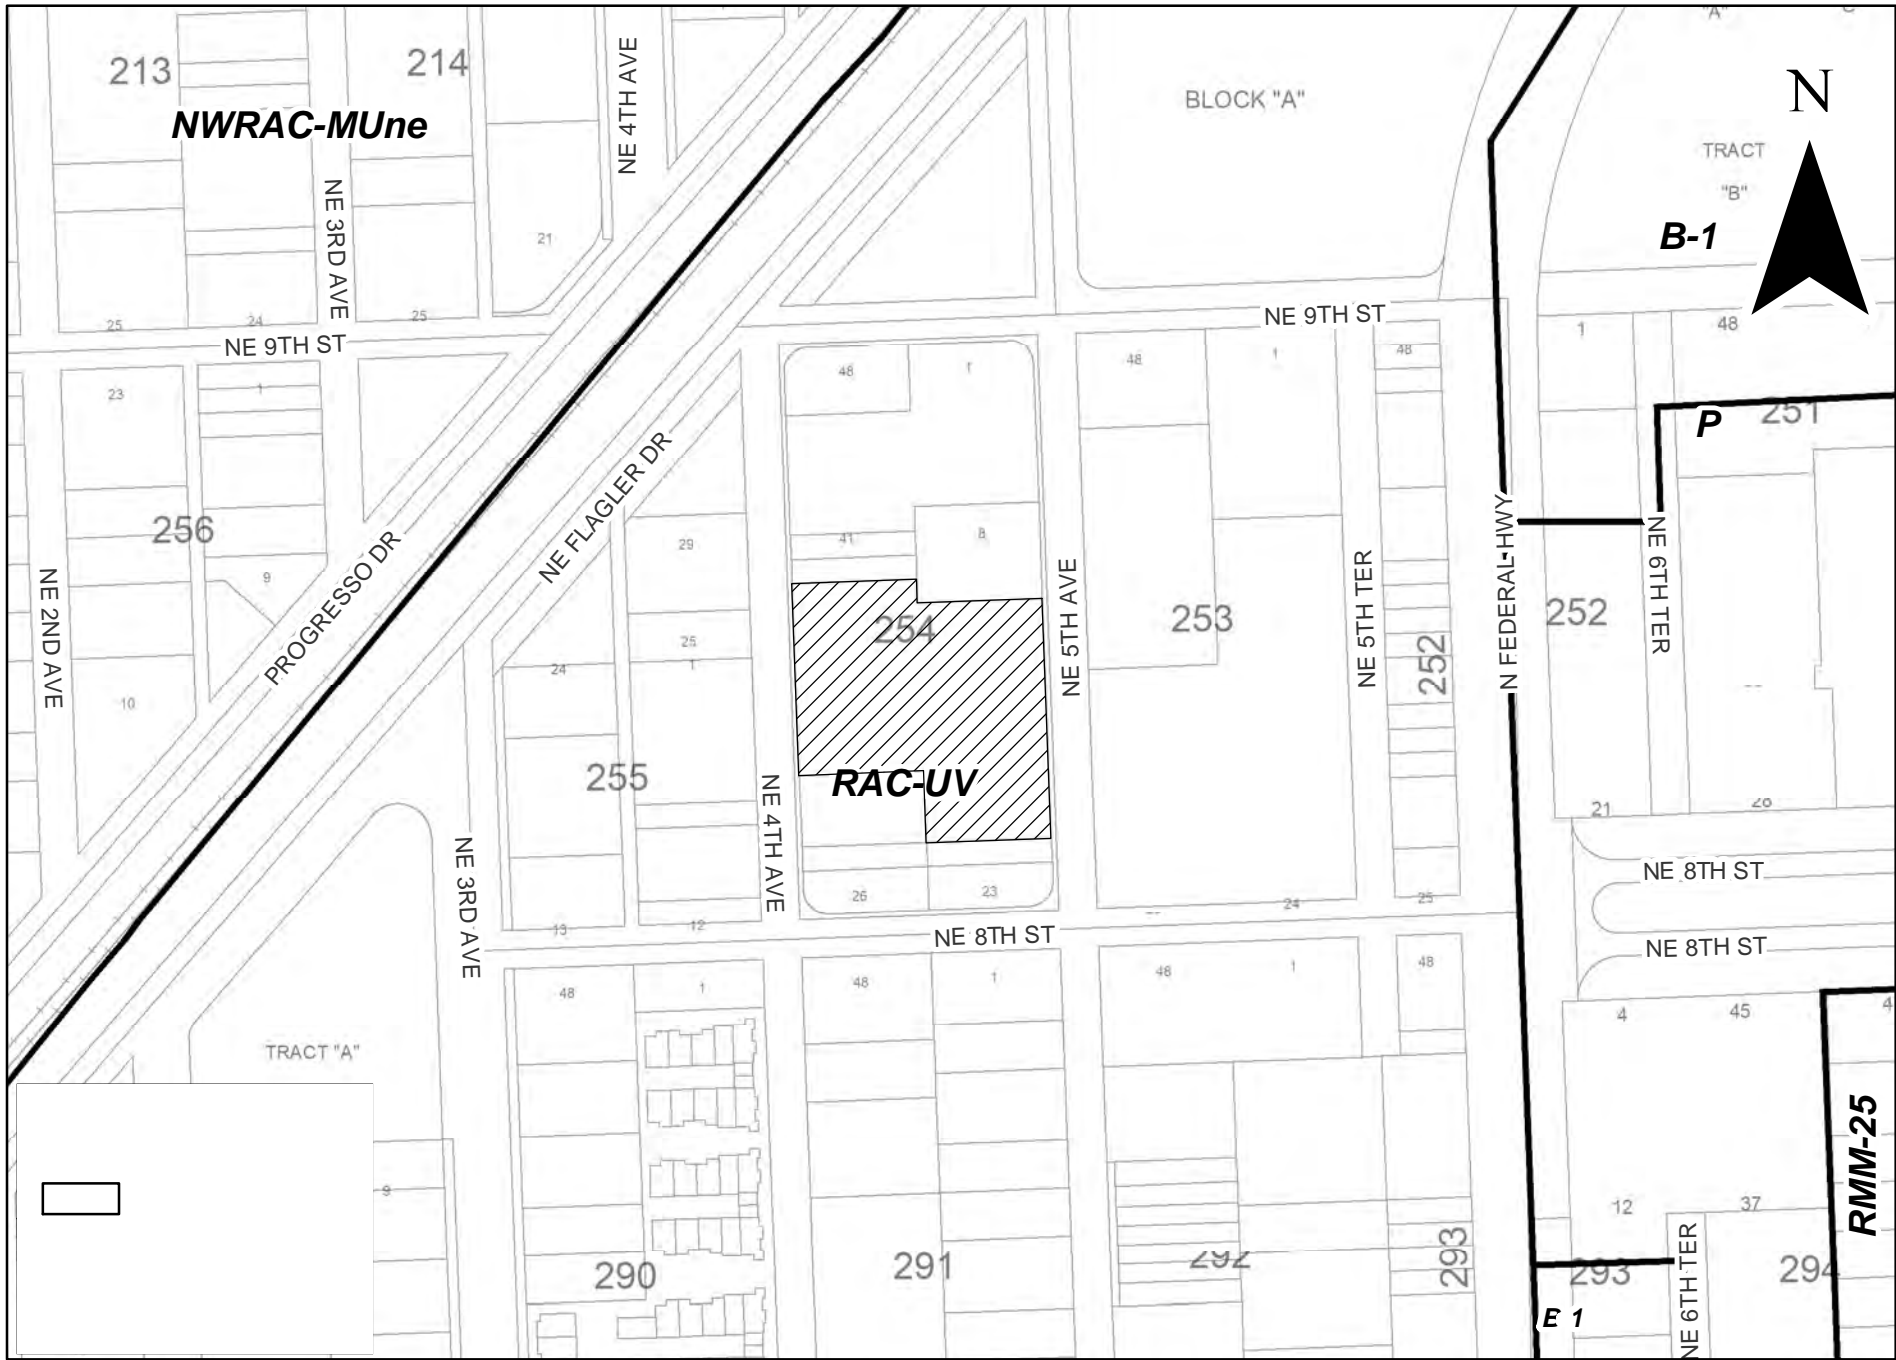 213
214
NWRAC-MUne
NE 4TH AVE
BLOCK "A"
"A"
N
TRACT
"B"
B-1
NE 3RD AVE
21
25
24
25
NE 9TH ST
NE 9TH ST
1
48
23
1
48
1
48
1
48
P
251
256
9
10
NE 2ND AVE
PROGRESSO DR
NE FLAGLER DR
29
41
8
25
1
24
254
253
252
252
NE 5TH AVE
NE 5TH TER
N FEDERAL HWY
NE 6TH TER
255
RAC-UV
NE 4TH AVE
NE 3RD AVE
26
23
13
12
24
25
21
NE 8TH ST
NE 8TH ST
NE 8TH ST
TRACT "A"
48
1
48
1
48
1
48
4
45
4
9
12
37
RMM-25
290
291
292
293
293
294
NE 6TH TER